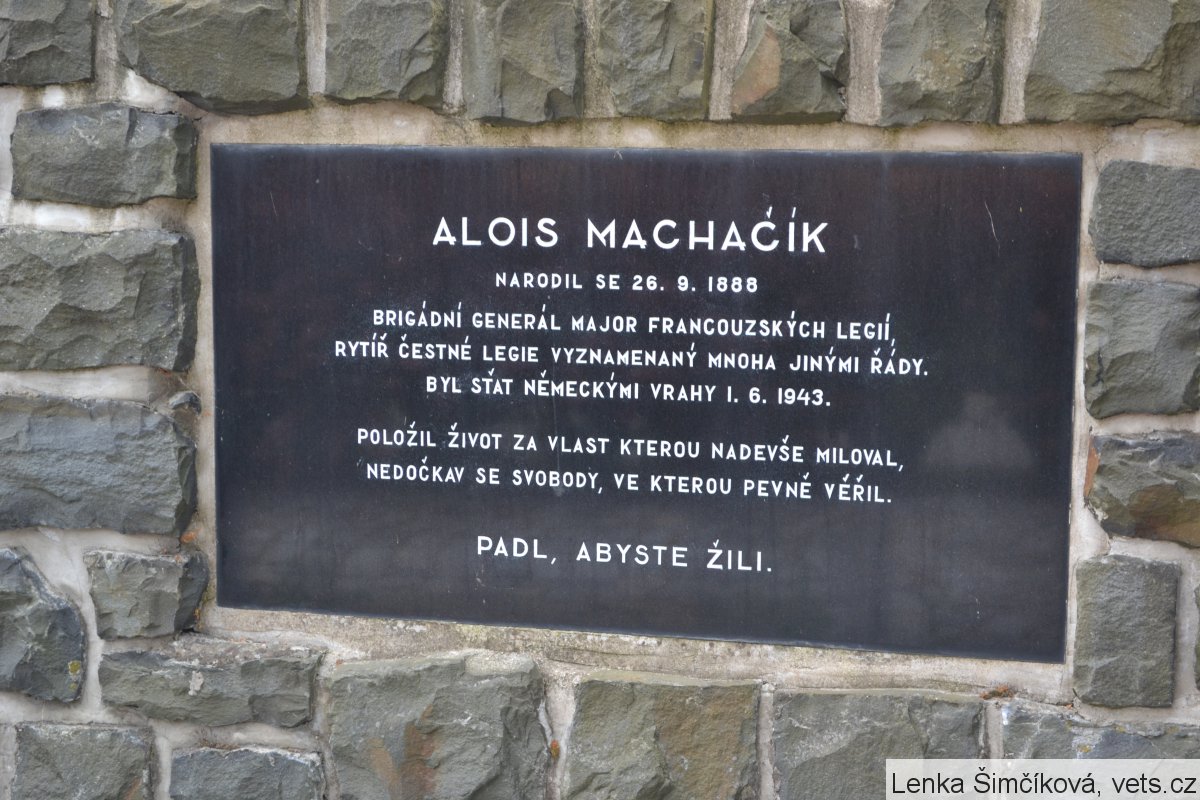 ALOIS MACHAČÍK
NARODIL SE 26. 9. 1888
BRIGÁDNÍ GENERÁL MAJOR FRANCOUZSKÝCH LEGIÍ,
RYTÍŘ ČESTNÉ LEGIE VYZNAMENANÝ MNOHA JINÝMI ŘÁDY.
BYL SŤAT NĚMECKÝMI VRAHY 1. 6. 1943.
POLOŽIL ŽIVOT ZA VLAST KTEROU NADEVŠE MILOVAL,
NEDOČKAV SE SVOBODY, VE KTEROU PEVNĚ VĚŘIL.
PADL, ABYSTE ŽILI.
Lenka Šimčíková, vets.cz